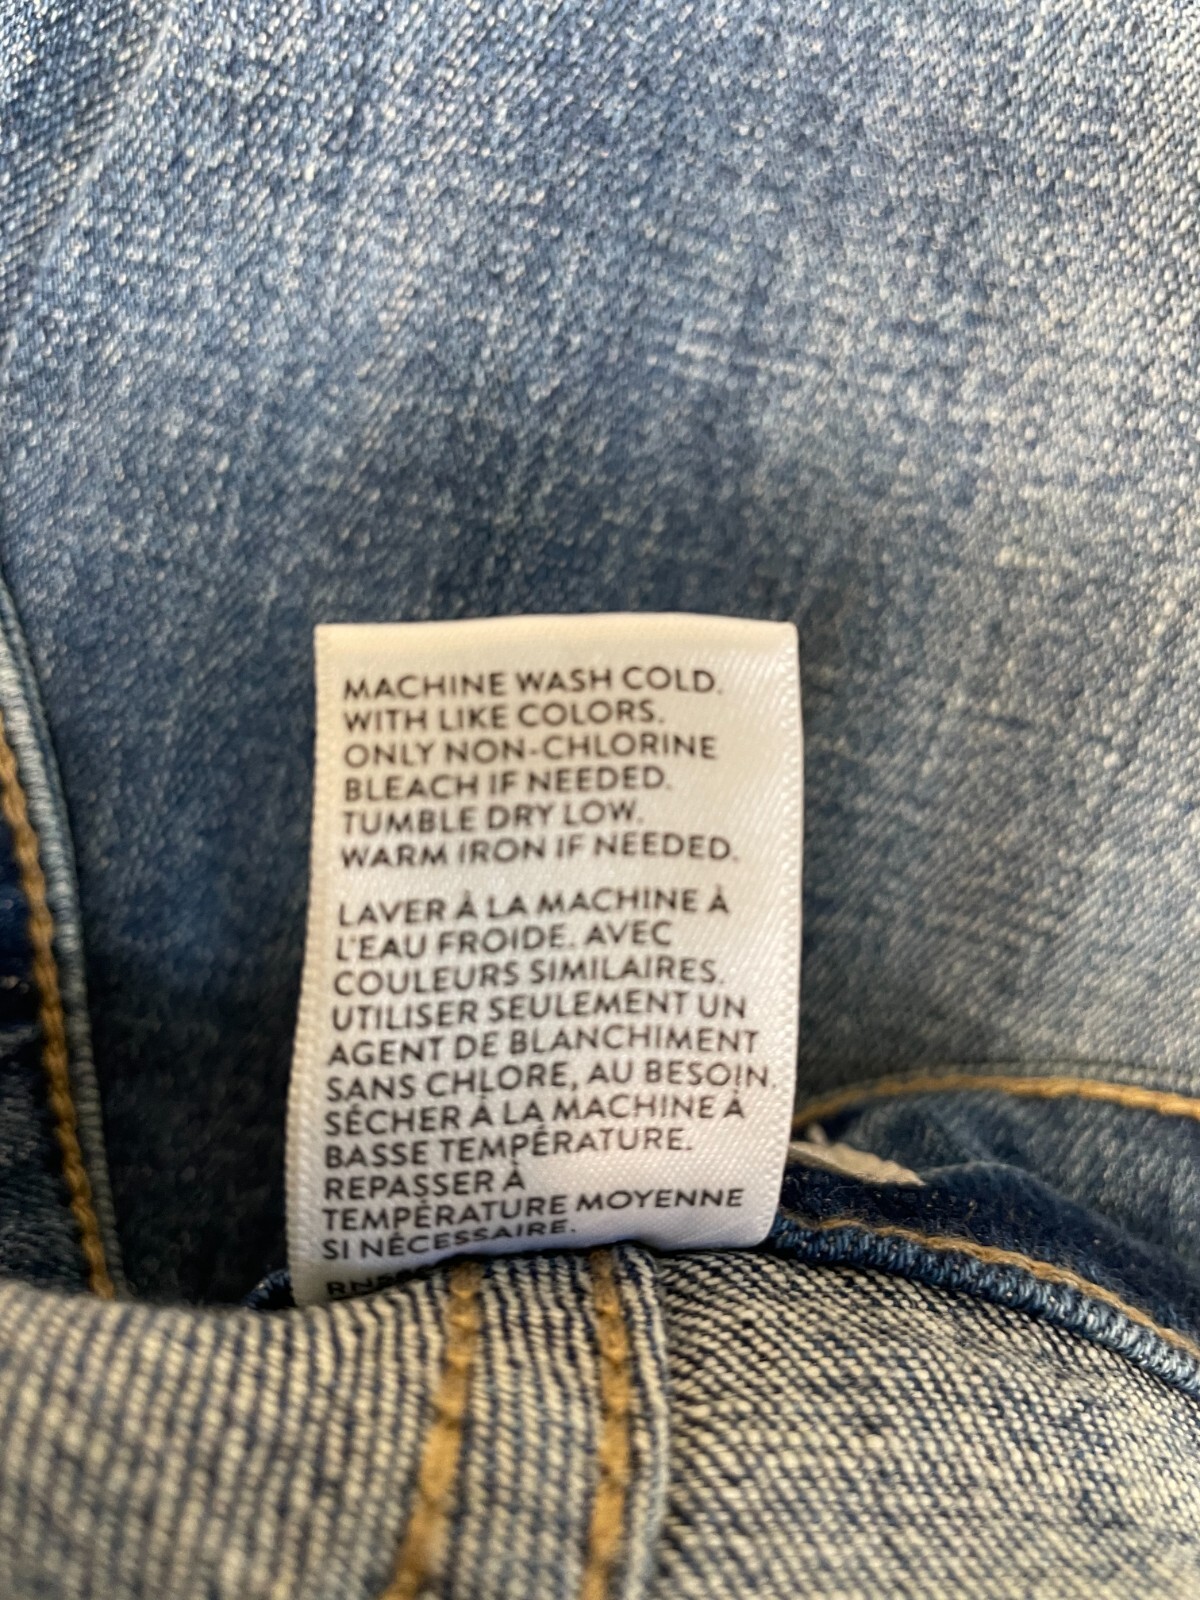 MACHINE WASH COLD.
WITH LIKE COLORS.
ONLY NON-CHLORINE
BLEACH IF NEEDED.
TUMBLE DRY LOW.
WARM IRON IF NEEDED.
LAVER À LA MACHINE À
L'EAU FROIDE. AVEC
COULEURS SIMILAIRES.
UTILISER SEULEMENT UN
AGENT DE BLANCHIMENT
SANS CHLORE, AU BESOIN.
SÉCHER À LA MACHINE À
BASSE TEMPÉRATURE.
REPASSER À
TEMPÉRATURE MOYENNE
SI NÉCESSAIRE.